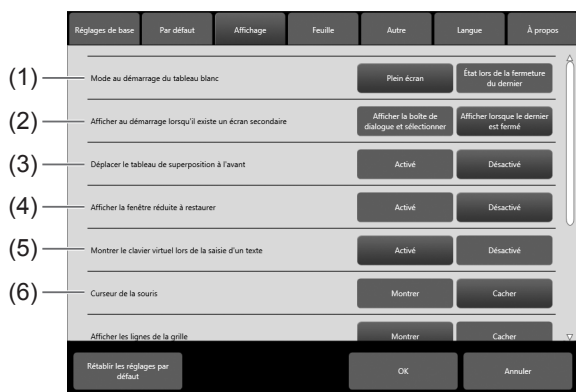 Réglages de base Par défaut Affichage Feuille Autre Langue À propos
(1) Mode au démarrage du tableau blanc Plein écran État lors de la fermeture du dernier
(2) Afficher au démarrage lorsqu'il existe un écran secondaire Afficher la boîte de dialogue et sélectionner Afficher lorsque le dernier est fermé
(3) Déplacer le tableau de superposition à l'avant Activé Désactivé
(4) Afficher la fenêtre réduite à restaurer Activé Désactivé
(5) Montrer le clavier virtuel lors de la saisie d'un texte Activé Désactivé
(6) Curseur de la souris Montrer Cacher
Afficher les lignes de la grille Montrer Cacher
Rétablir les réglages par défaut OK Annuler